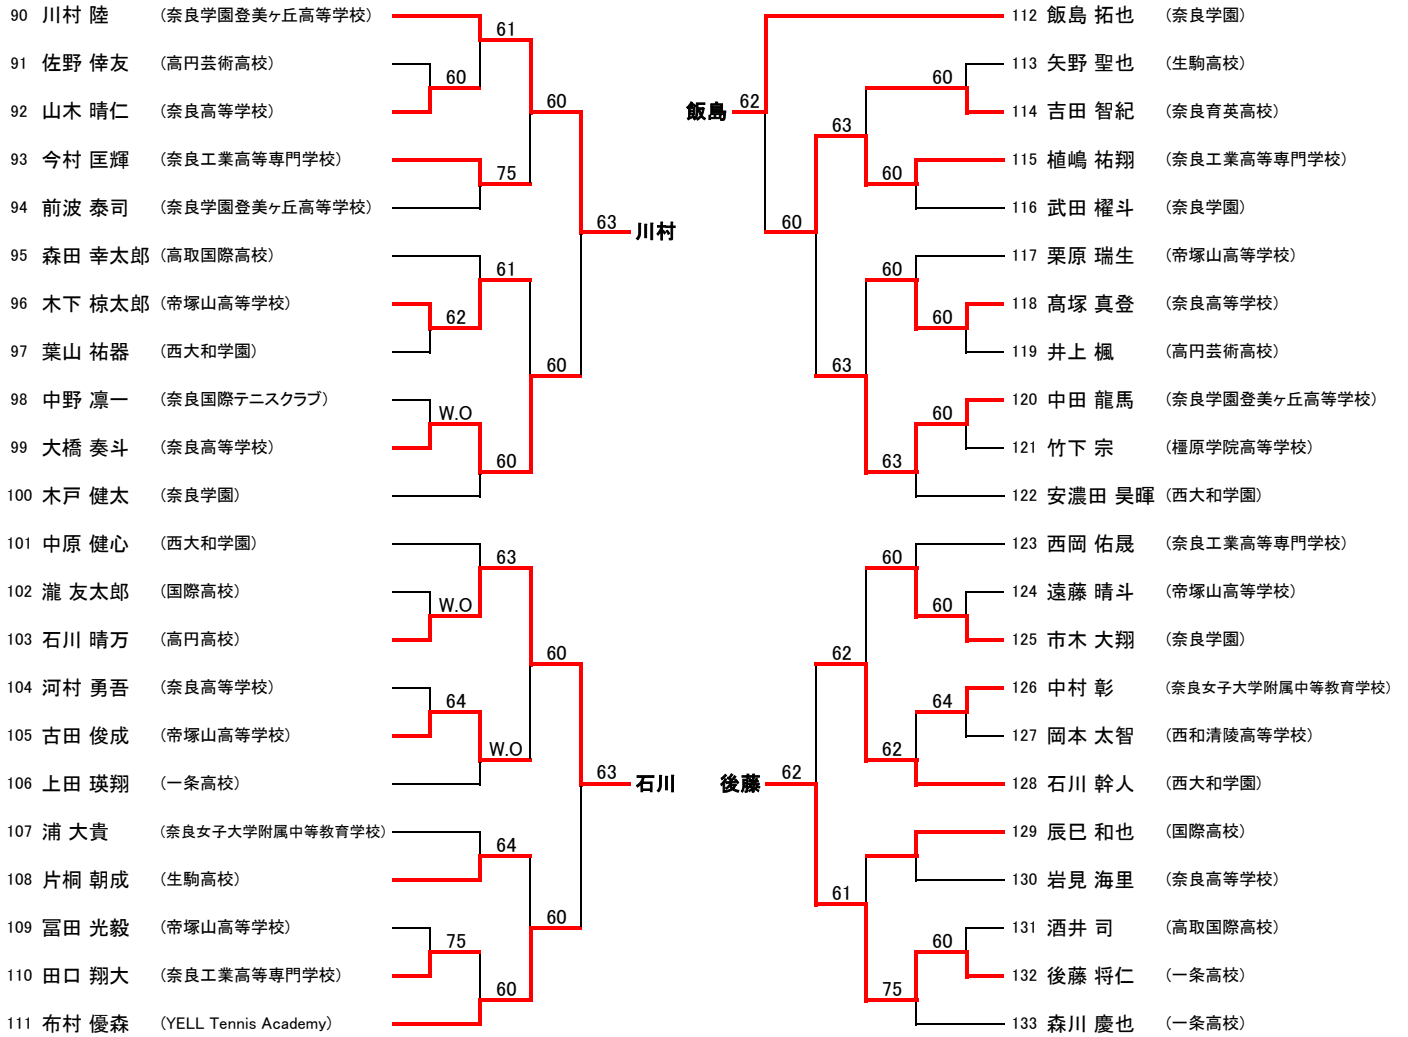 90 川村 陸 (奈良学園登美ヶ丘高等学校)
91 佐野 倖友 (高円芸術高校)
92 山木 晴仁 (奈良高等学校)
93 今村 匡輝 (奈良工業高等専門学校)
94 前波 泰司 (奈良学園登美ヶ丘高等学校)
95 森田 幸太郎 (高取国際高校)
96 木下 椋太郎 (帝塚山高等学校)
97 葉山 祐器 (西大和学園)
98 中野 凛一 (奈良国際テニスクラブ)
99 大橋 奏斗 (奈良高等学校)
100 木戸 健太 (奈良学園)
61
60
60
75
63
川村
61
62
60
W.O
60
101 中原 健心 (西大和学園)
102 瀧 友太郎 (国際高校)
103 石川 晴万 (高円高校)
104 河村 勇吾 (奈良高等学校)
105 古田 俊成 (帝塚山高等学校)
106 上田 瑛翔 (一条高校)
107 浦 大貴 (奈良女子大学附属中等教育学校)
108 片桐 朝成 (生駒高校)
109 冨田 光毅 (帝塚山高等学校)
110 田口 翔大 (奈良工業高等専門学校)
111 布村 優森 (YELL Tennis Academy)
63
W.O
60
64
W.O
63
石川
64
60
75
60
飯島
62
60
63
60
60
60
60
63
60
63
112 飯島 拓也 (奈良学園)
113 矢野 聖也 (生駒高校)
114 吉田 智紀 (奈良育英高校)
115 植嶋 祐翔 (奈良工業高等専門学校)
116 武田 櫂斗 (奈良学園)
117 栗原 瑞生 (帝塚山高等学校)
118 髙塚 真登 (奈良高等学校)
119 井上 楓 (高円芸術高校)
120 中田 龍馬 (奈良学園登美ヶ丘高等学校)
121 竹下 宗 (橿原学院高等学校)
122 安濃田 昊暉 (西大和学園)
後藤
62
60
60
62
64
62
61
60
75
123 西岡 佑晟 (奈良工業高等専門学校)
124 遠藤 晴斗 (帝塚山高等学校)
125 市木 大翔 (奈良学園)
126 中村 彰 (奈良女子大学附属中等教育学校)
127 岡本 太智 (西和清陵高等学校)
128 石川 幹人 (西大和学園)
129 辰巳 和也 (国際高校)
130 岩見 海里 (奈良高等学校)
131 酒井 司 (高取国際高校)
132 後藤 将仁 (一条高校)
133 森川 慶也 (一条高校)